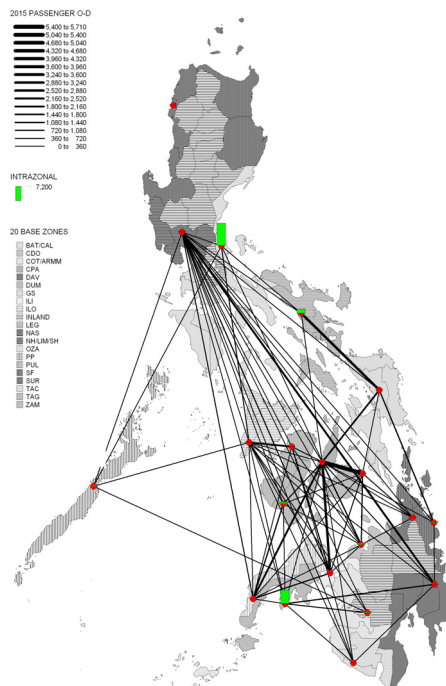 2015 PASSENGER O-D
5,400 to 5,710
5,040 to 5,400
4,680 to 5,040
4,320 to 4,680
3,960 to 4,320
3,600 to 3,960
3,240 to 3,600
2,880 to 3,240
2,520 to 2,880
2,160 to 2,520
1,800 to 2,160
1,440 to 1,800
1,080 to 1,440
720 to 1,080
360 to 720
0 to 360
INTRAZONAL
7,200
20 BASE ZONES
BAT/CAL
CDO
COT/ARMM
CPA
DAV
DUM
GS
ILI
ILO
INLAND
LEG
NAS
NH/LIM/SH
OZA
PP
PUL
SF
SUR
TAC
TAG
ZAM